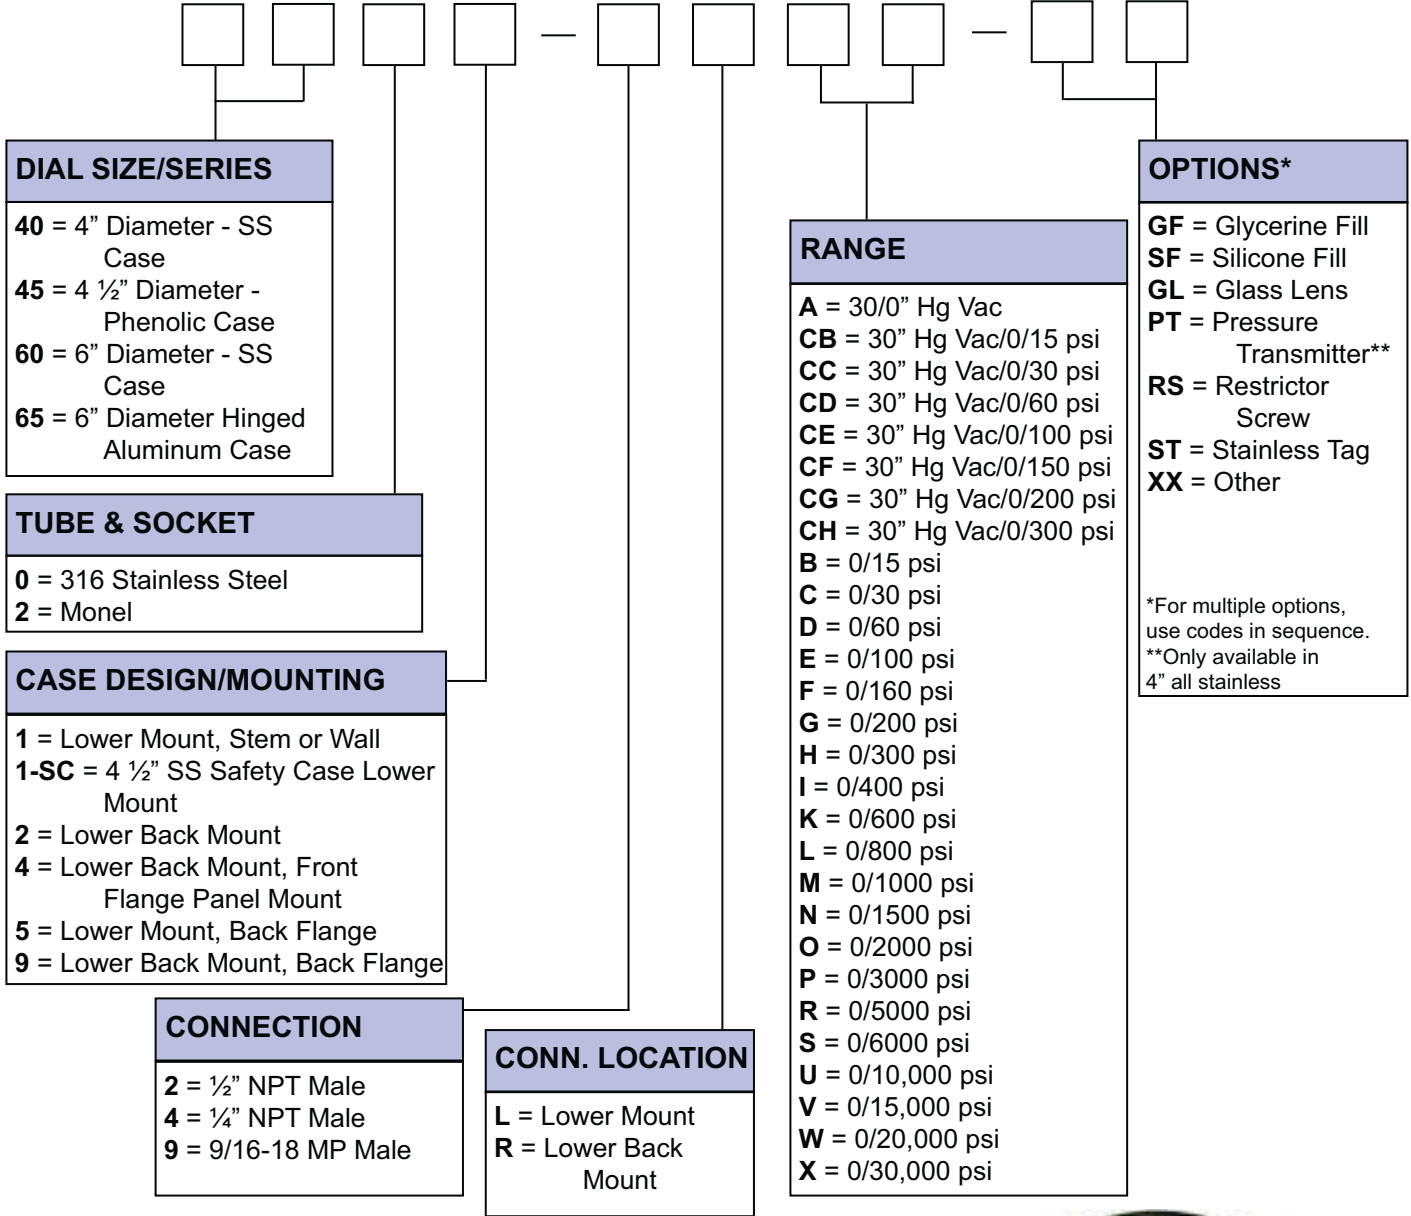 DIAL SIZE/SERIES
40 = 4” Diameter - SS
Case
45 = 4 ½” Diameter -
Phenolic Case
60 = 6” Diameter - SS
Case
65 = 6” Diameter Hinged
Aluminum Case
TUBE & SOCKET
0 = 316 Stainless Steel
2 = Monel
CASE DESIGN/MOUNTING
1 = Lower Mount, Stem or Wall
1-SC = 4 ½” SS Safety Case Lower
Mount
2 = Lower Back Mount
4 = Lower Back Mount, Front
Flange Panel Mount
5 = Lower Mount, Back Flange
9 = Lower Back Mount, Back Flange
CONNECTION
2 = ½” NPT Male
4 = ¼” NPT Male
9 = 9/16-18 MP Male
CONN. LOCATION
L = Lower Mount
R = Lower Back
Mount
RANGE
A = 30/0” Hg Vac
CB = 30” Hg Vac/0/15 psi
CC = 30” Hg Vac/0/30 psi
CD = 30” Hg Vac/0/60 psi
CE = 30” Hg Vac/0/100 psi
CF = 30” Hg Vac/0/150 psi
CG = 30” Hg Vac/0/200 psi
CH = 30” Hg Vac/0/300 psi
B = 0/15 psi
C = 0/30 psi
D = 0/60 psi
E = 0/100 psi
F = 0/160 psi
G = 0/200 psi
H = 0/300 psi
I = 0/400 psi
K = 0/600 psi
L = 0/800 psi
M = 0/1000 psi
N = 0/1500 psi
O = 0/2000 psi
P = 0/3000 psi
R = 0/5000 psi
S = 0/6000 psi
U = 0/10,000 psi
V = 0/15,000 psi
W = 0/20,000 psi
X = 0/30,000 psi
OPTIONS*
GF = Glycerine Fill
SF = Silicone Fill
GL = Glass Lens
PT = Pressure
Transmitter**
RS = Restrictor
Screw
ST = Stainless Tag
XX = Other
*For multiple options,
use codes in sequence.
**Only available in
4” all stainless